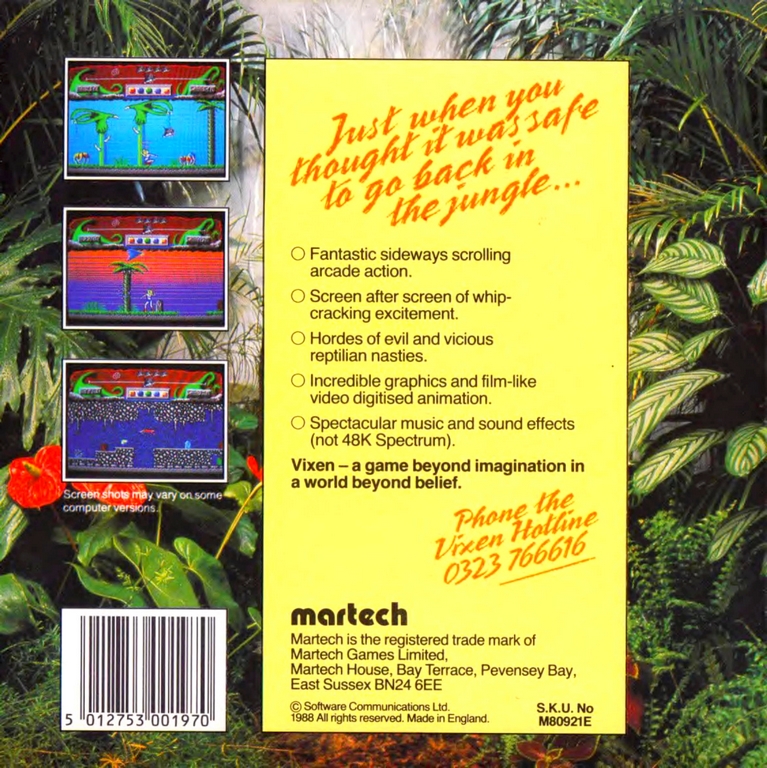 Just when you
thought it was safe
to go back in
the jungle...
○ Fantastic sideways scrolling
arcade action.
○ Screen after screen of whip-
cracking excitement.
○ Hordes of evil and vicious
reptilian nasties.
○ Incredible graphics and film-like
video digitised animation.
○ Spectacular music and sound effects
(not 48K Spectrum).
Vixen – a game beyond imagination in
a world beyond belief.
Phone the
Vixen Hotline
0323 766616
Screen shots may vary on some
computer versions.
martech
Martech is the registered trade mark of
Martech Games Limited,
Martech House, Bay Terrace, Pevensey Bay,
East Sussex BN24 6EE
© Software Communications Ltd.
1988 All rights reserved. Made in England.
S.K.U. No
M80921E
5 012753 001970